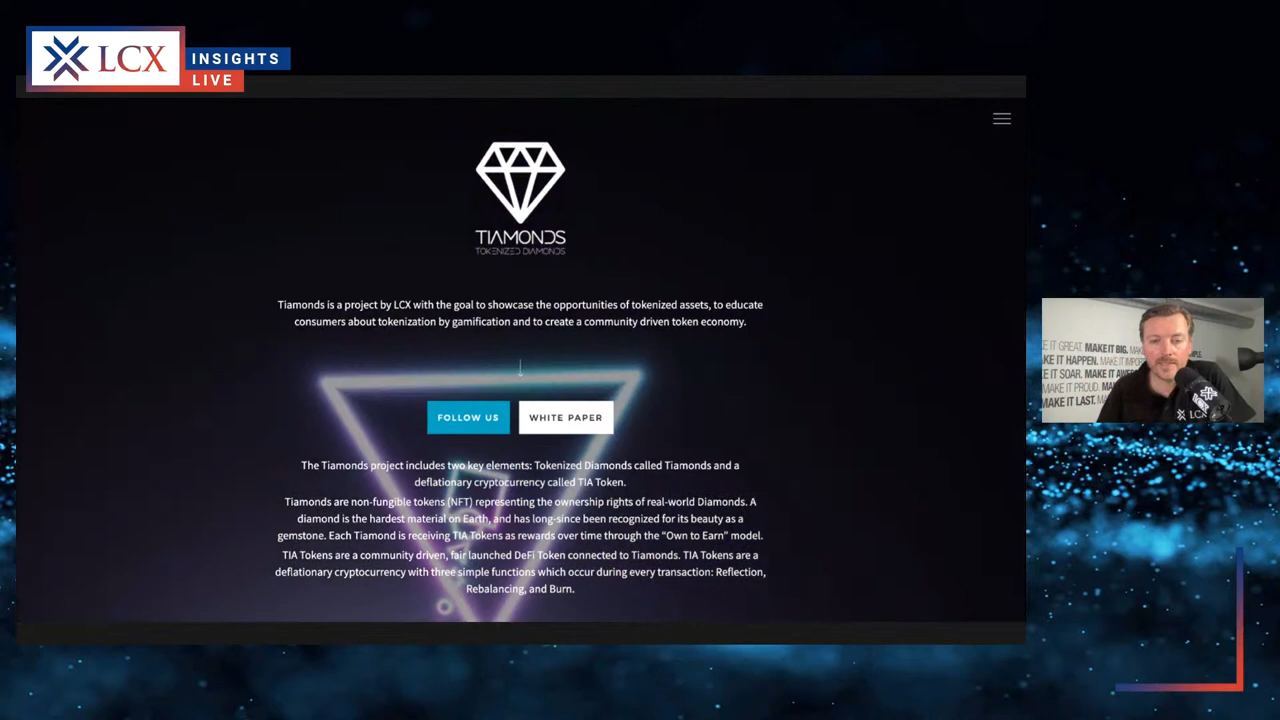 LCX
INSIGHTS
LIVE
TIAMONDS
TOKENIZED DIAMONDS
Tiamonds is a project by LCX with the goal to showcase the opportunities of tokenized assets, to educate
consumers about tokenization by gamification and to create a community driven token economy.
FOLLOW US
WHITE PAPER
The Tiamonds project includes two key elements: Tokenized Diamonds called Tiamonds and a
deflationary cryptocurrency called TIA Token.
Tiamonds are non-fungible tokens (NFT) representing the ownership rights of real-world Diamonds. A
diamond is the hardest material on Earth, and has long-since been recognized for its beauty as a
gemstone. Each Tiamond is receiving TIA Tokens as rewards over time through the “Own to Earn” model.
TIA Tokens are a community driven, fair launched DeFi Token connected to Tiamonds. TIA Tokens are a
deflationary cryptocurrency with three simple functions which occur during every transaction: Reflection,
Rebalancing, and Burn.
IT GREAT. MAKE IT BIG.
KE IT HAPPEN. MAKE IT
E IT SOAR. MAKE IT
MAKE IT PROUD.
MAKE IT LAST.
LCX